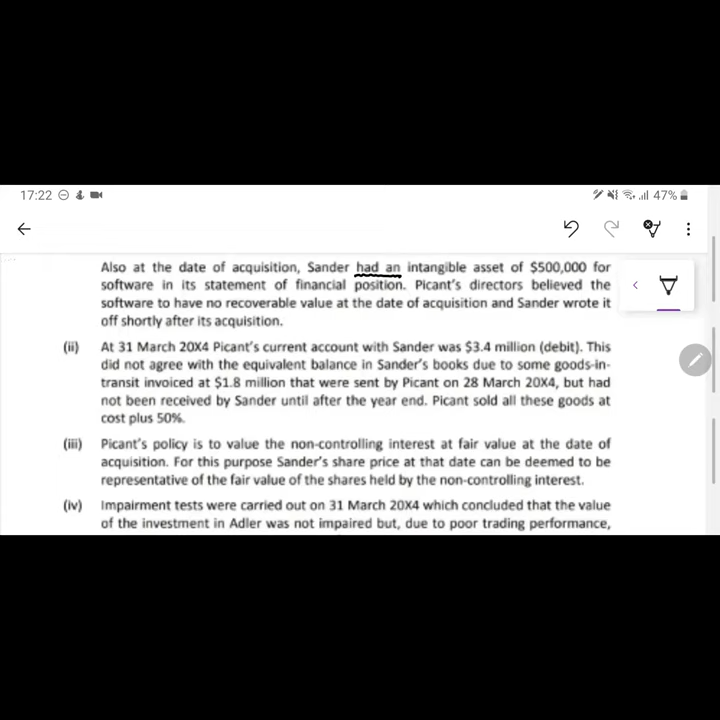 17:22 47%
Also at the date of acquisition, Sander had an intangible asset of $500,000 for
software in its statement of financial position. Picant's directors believed the
software to have no recoverable value at the date of acquisition and Sander wrote it
off shortly after its acquisition.
(ii) At 31 March 20X4 Picant's current account with Sander was $3.4 million (debit). This
did not agree with the equivalent balance in Sander's books due to some goods-in-
transit invoiced at $1.8 million that were sent by Picant on 28 March 20X4, but had
not been received by Sander until after the year end. Picant sold all these goods at
cost plus 50%.
(iii) Picant's policy is to value the non-controlling interest at fair value at the date of
acquisition. For this purpose Sander's share price at that date can be deemed to be
representative of the fair value of the shares held by the non-controlling interest.
(iv) Impairment tests were carried out on 31 March 20X4 which concluded that the value
of the investment in Adler was not impaired but, due to poor trading performance,